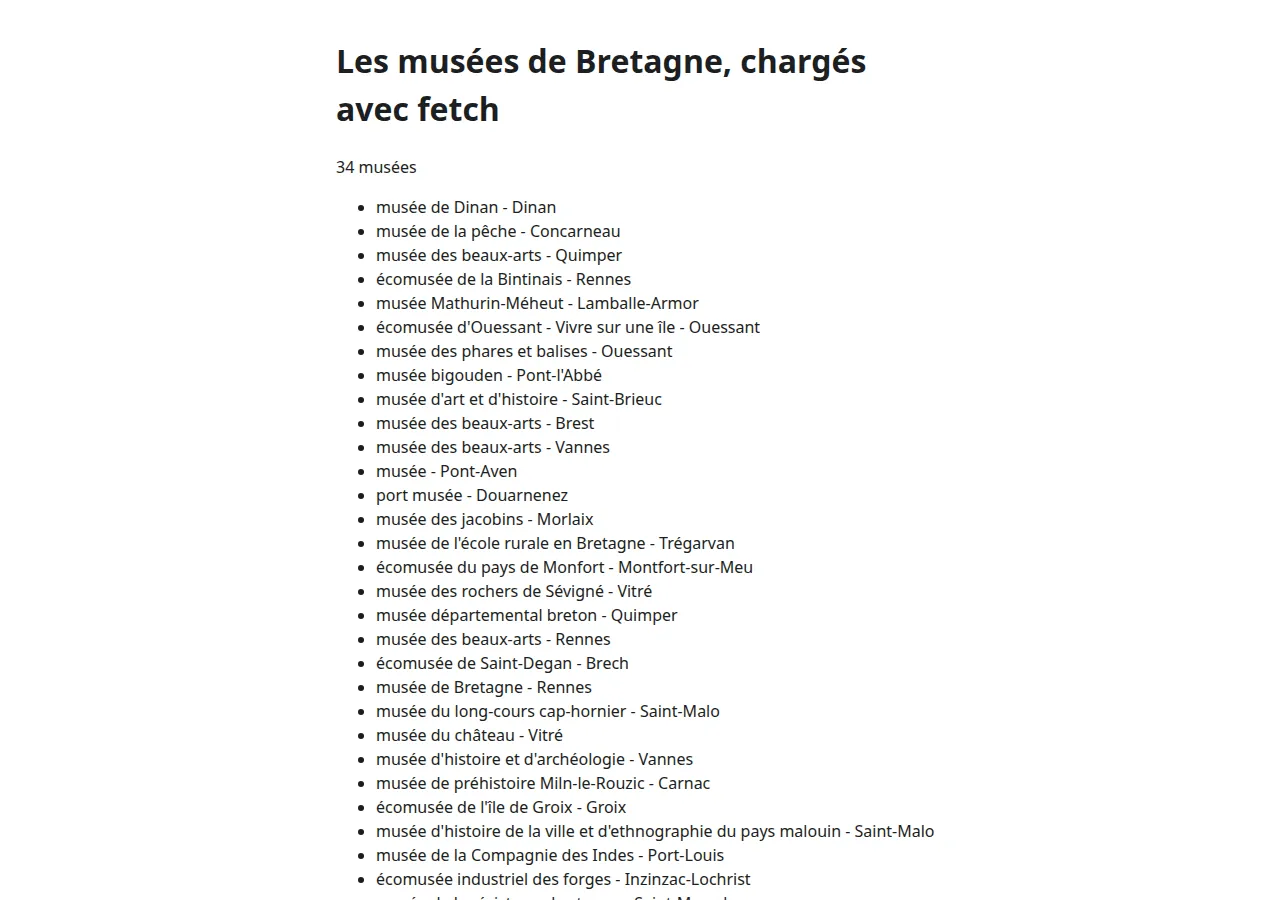 Les musées de Bretagne, chargés
avec fetch
34 musées
musée de Dinan - Dinan
musée de la pêche - Concarneau
musée des beaux-arts - Quimper
écomusée de la Bintinais - Rennes
musée Mathurin-Méheut - Lamballe-Armor
écomusée d'Ouessant - Vivre sur une île - Ouessant
musée des phares et balises - Ouessant
musée bigouden - Pont-l'Abbé
musée d'art et d'histoire - Saint-Brieuc
musée des beaux-arts - Brest
musée des beaux-arts - Vannes
musée - Pont-Aven
port musée - Douarnenez
musée des jacobins - Morlaix
musée de l'école rurale en Bretagne - Trégarvan
écomusée du pays de Monfort - Montfort-sur-Meu
musée des rochers de Sévigné - Vitré
musée départemental breton - Quimper
musée des beaux-arts - Rennes
écomusée de Saint-Degan - Brech
musée de Bretagne - Rennes
musée du long-cours cap-hornier - Saint-Malo
musée du château - Vitré
musée d'histoire et d'archéologie - Vannes
musée de préhistoire Miln-le-Rouzic - Carnac
écomusée de l'île de Groix - Groix
musée d'histoire de la ville et d'ethnographie du pays malouin - Saint-Malo
musée de la Compagnie des Indes - Port-Louis
écomusée industriel des forges - Inzinzac-Lochrist